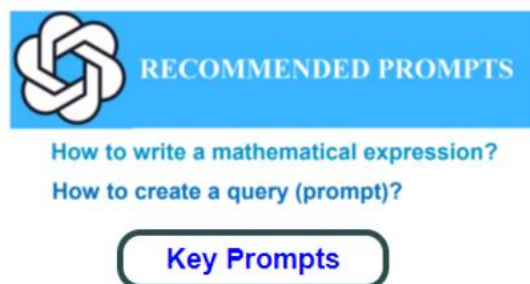 RECOMMENDED PROMPTS
How to write a mathematical expression?
How to create a query (prompt)?
Key Prompts